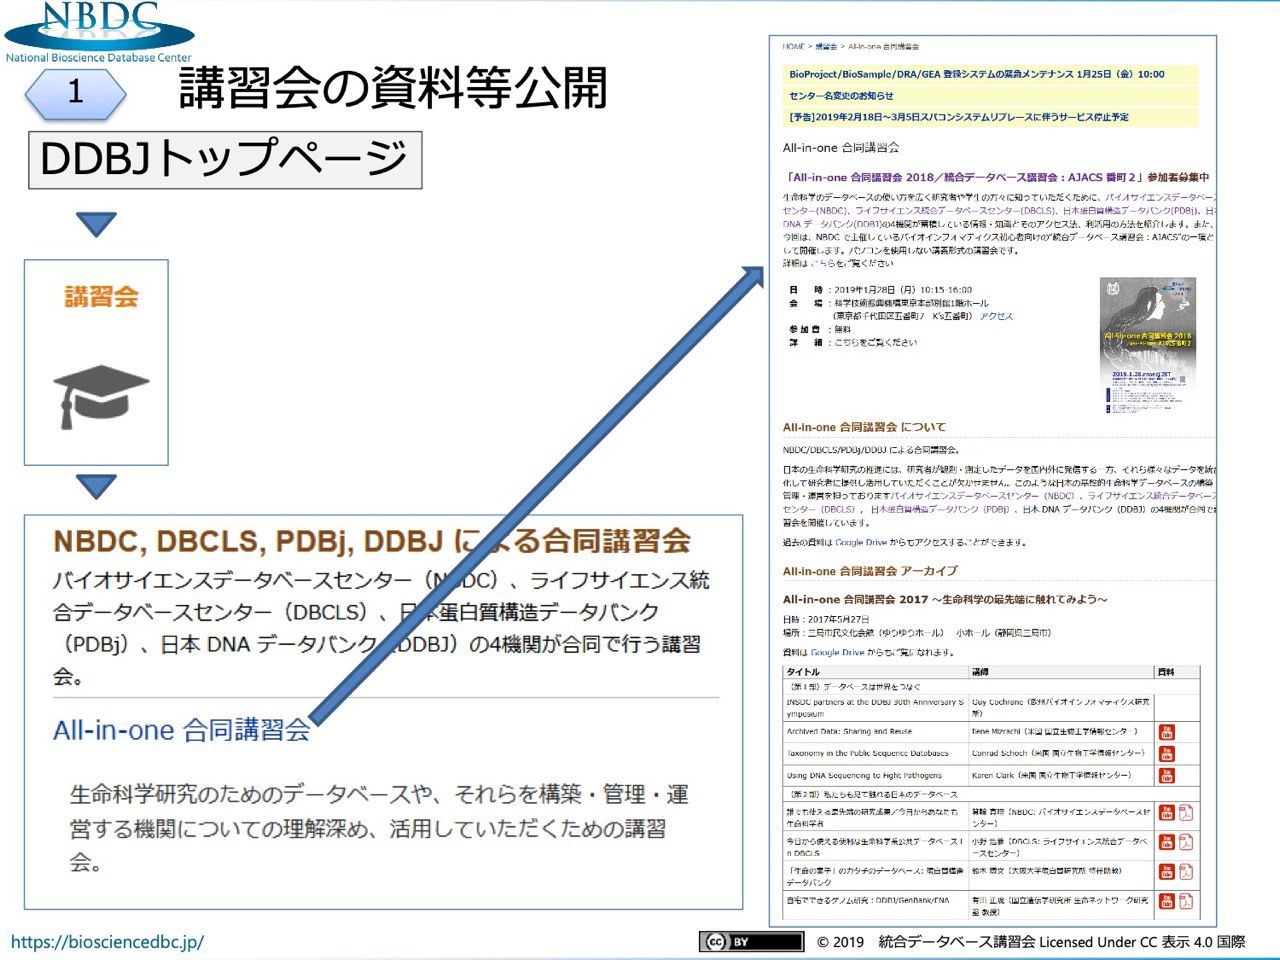 NBDC
National Bioscience Database Center
1
講習会の資料等公開
DDBJトップページ
講習会
NBDC, DBCLS, PDBj, DDBJ による合同講習会
バイオサイエンスデータベースセンター（NBDC）、ライフサイエンス統
合データベースセンター（DBCLS）、日本蛋白質構造データバンク
（PDBj）、日本 DNA データバンク（DDBJ）の4機関が合同で行う講習
会。
All-in-one 合同講習会
生命科学研究のためのデータベースや、それらを構築・管理・運
営する機関についての理解深め、活用していただくための講習
会。
HOME > 講習会 > All-in-one 合同講習会
BioProject/BioSample/DRA/GEA 登録システムの緊急メンテナンス 1月25日（金）10:00
センター名変更のお知らせ
[予告]2019年2月18日～3月5日スパコンシステムリプレースに伴うサービス停止予定
All-in-one 合同講習会
「All-in-one 合同講習会 2018／統合データベース講習会：AJACS 番町２」参加者募集中
生命科学のデータベースの使い方を広く研究者や学生の方々に知っていただくために、バイオサイエンスデータベース
センター(NBDC)、ライフサイエンス統合データベースセンター(DBCLS)、日本蛋白質構造データバンク(PDBj)、日本
DNA データバンク(DDBJ)の4機関が蓄積している情報・知識とそのアクセス法、利活用の方法を紹介します。また、
今回は、NBDC で主催しているバイオインフォマティクス初心者向けの"統合データベース講習会：AJACS"の一環と
して開催します。パソコンを使用しない講義形式の講習会です。
詳細は こちらをご覧ください
日 時：2019年1月28日（月）10:15-16:00
会 場：科学技術振興機構東京本部別館1階ホール
（東京都千代田区五番町7 K's五番町） アクセス
参加費：無料
詳 細：こちらをご覧ください
All-in-one 合同講習会 2018
2019.1.28.mon@JST
All-in-one 合同講習会 について
NBDC/DBCLS/PDBj/DDBJ による合同講習会。
日本の生命科学研究の推進には、研究者が観測・測定したデータを国内外に発信する一方、それら様々なデータを統合
化して研究者に提供し活用していただくことが欠かせません。このような日本の基盤的生命科学データベースの構築・
管理・運営を担っておりますバイオサイエンスデータベースセンター（NBDC）、ライフサイエンス統合データベース
センター（DBCLS）、日本蛋白質構造データバンク（PDBj）、日本 DNA データバンク（DDBJ）の4機関が合同で
習会を開催しています。
過去の資料は Google Drive からもアクセスすることができます。
All-in-one 合同講習会 アーカイブ
All-in-one 合同講習会 2017 ～生命科学の最先端に触れてみよう～
日時：2017年5月27日
場所：三島市民文化会館（ゆうゆうホール） 小ホール（静岡県三島市）
資料は Google Drive からもご覧になれます。
タイトル 講師 資料
（第１部）データベースは世界をつなぐ
INSDC partners at the DDBJ 30th Anniversary S
ymposium
Guy Cochrane（欧州バイオインフォマティクス研究
所）
Archived Data: Sharing and Reuse Ilene Mizrachi（米国 国立生物工学情報センター）
Taxonomy in the Public Sequence Databases Conrad Schoch（米国 国立生物工学情報センター）
Using DNA Sequencing to Fight Pathogens Karen Clark（米国 国立生物工学情報センター）
（第２部）私たちも見て触れる日本のデータベース
誰でも使える最先端の研究成果／今日からあなたも
生命科学者
箕輪 真理（NBDC: バイオサイエンスデータベースセ
ンター）
今日から使える便利な生命科学系公共データベース i
n DBCLS
小野 浩雅（DBCLS: ライフサイエンス統合データベ
ースセンター）
「生命の素子」のカタチのデータベース: 蛋白質構造
データバンク
鈴木 博文（大阪大学蛋白質研究所 特任助教）
自宅でできるゲノム研究：DDBJ/GenBank/ENA
有田 正規（国立遺伝学研究所 生命ネットワーク研究
室 教授）
https://biosciencedbc.jp/
cc BY
© 2019 統合データベース講習会 Licensed Under CC 表示 4.0 国際